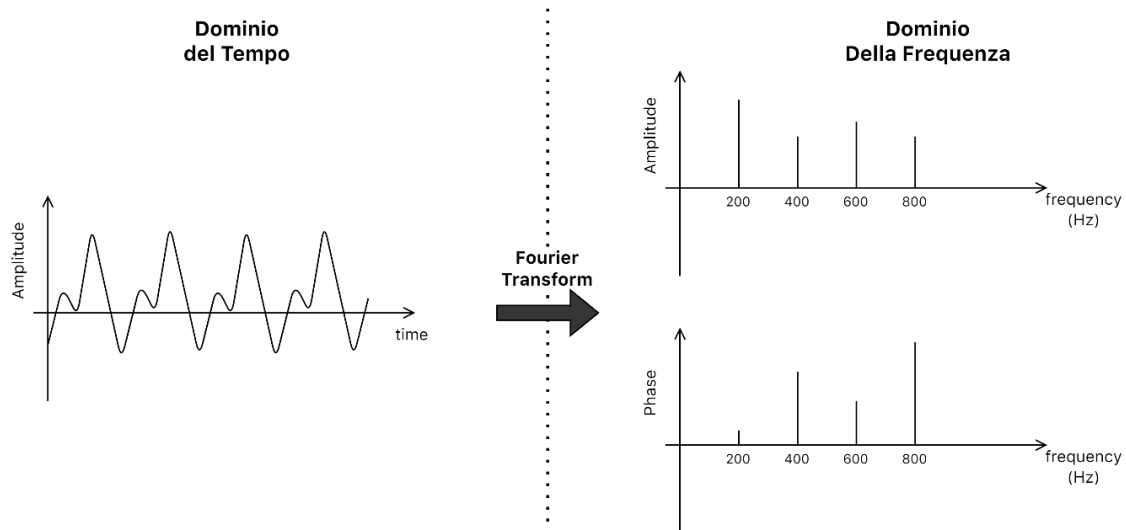 Dominio
del Tempo
Amplitude
time
Fourier
Transform
Dominio
Della Frequenza
Amplitude
200 400 600 800
frequency
(Hz)
Phase
200 400 600 800
frequency
(Hz)